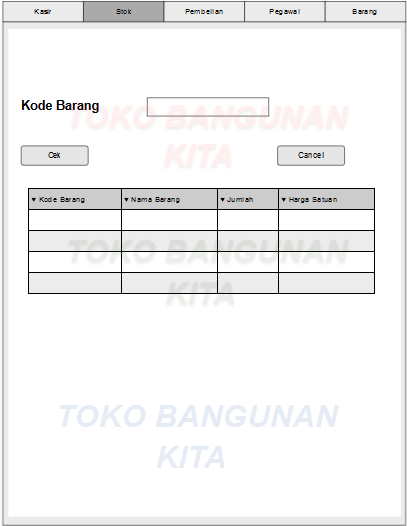 Kasir Stok Pembelian Pegawai Barang
Kode Barang
TOKO BANGUNAN
KITA
Cek Cancel
▾ Kode Barang ▾ Nama Barang ▾ Jumlah ▾ Harga Satuan
TOKO BANGUNAN
KITA
TOKO BANGUNAN
KITA